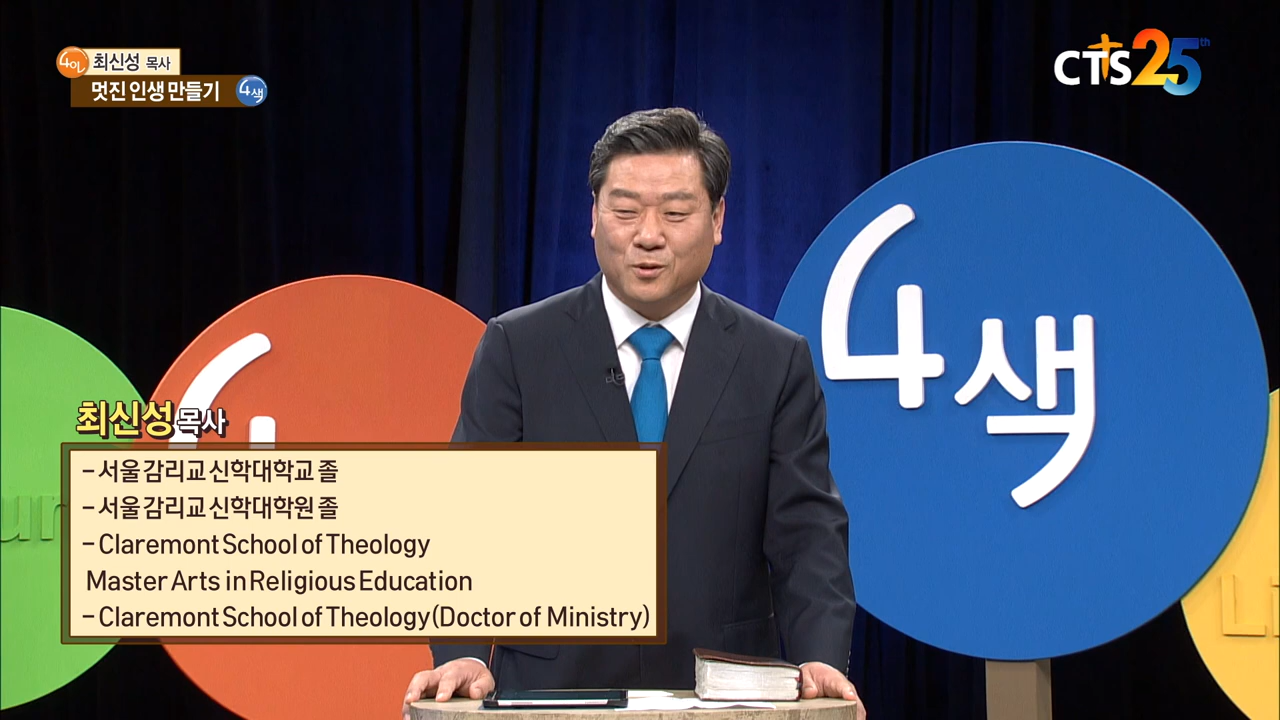 4인 최신성 목사
멋진 인생 만들기 4색
CTS25th
4색
최신성 목사
- 서울 감리교 신학대학교 졸
- 서울 감리교 신학대학원 졸
- Claremont School of Theology
Master Arts in Religious Education
- Claremont School of Theology(Doctor of Ministry)